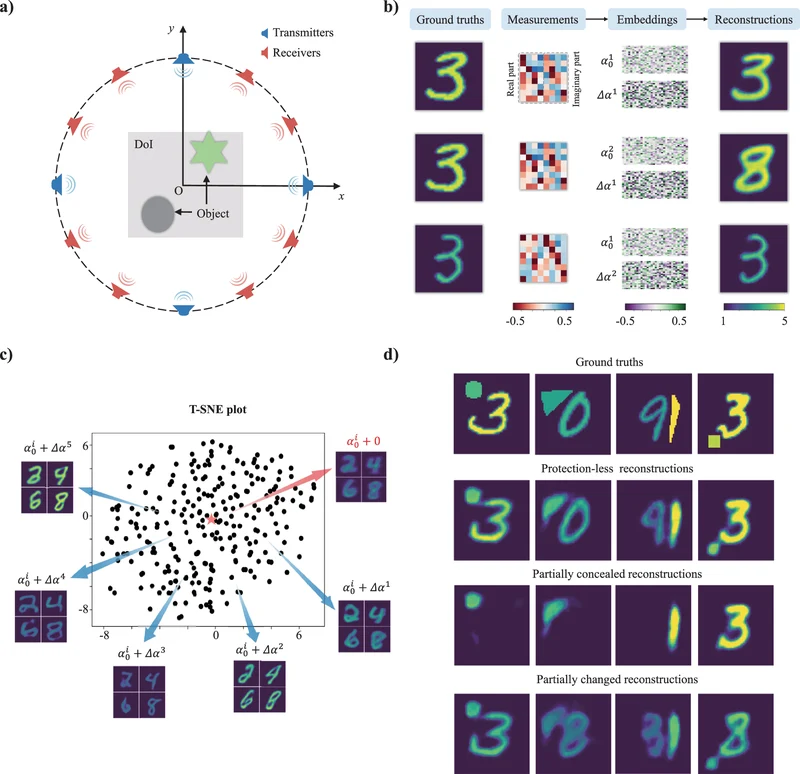 a)
y
Transmitters
Receivers
DoI
O
x
Object
b)
Ground truths
Measurements
Embeddings
Reconstructions
Real part
Imaginary part
α₀¹
Δα¹
α₀²
Δα¹
α₀¹
Δα²
-0.5 0.5
-0.5 0.5
1 5
c)
T-SNE plot
α₀ⁱ + Δα⁵
α₀ⁱ + 0
α₀ⁱ + Δα⁴
α₀ⁱ + Δα¹
α₀ⁱ + Δα³
α₀ⁱ + Δα²
6
0
-8
-8 0 6
d)
Ground truths
Protection-less reconstructions
Partially concealed reconstructions
Partially changed reconstructions